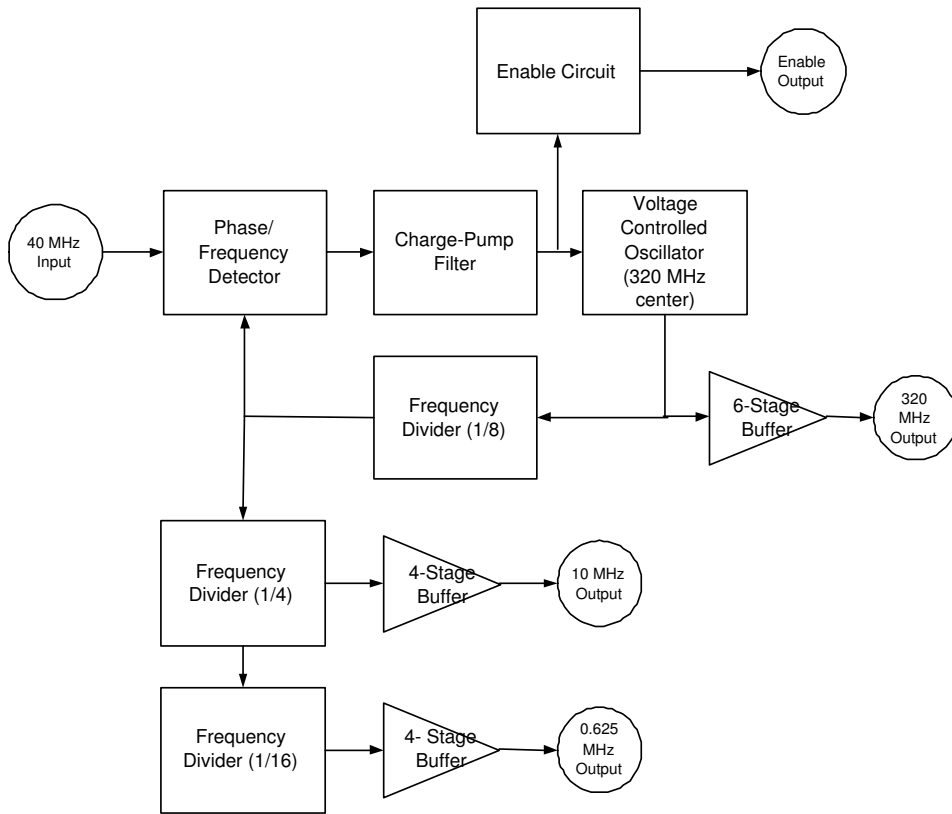 Enable Circuit
Enable
Output
40 MHz
Input
Phase/
Frequency
Detector
Charge-Pump
Filter
Voltage
Controlled
Oscillator
(320 MHz
center)
Frequency
Divider (1/8)
6-Stage
Buffer
320
MHz
Output
Frequency
Divider (1/4)
4-Stage
Buffer
10 MHz
Output
Frequency
Divider (1/16)
4- Stage
Buffer
0.625
MHz
Output